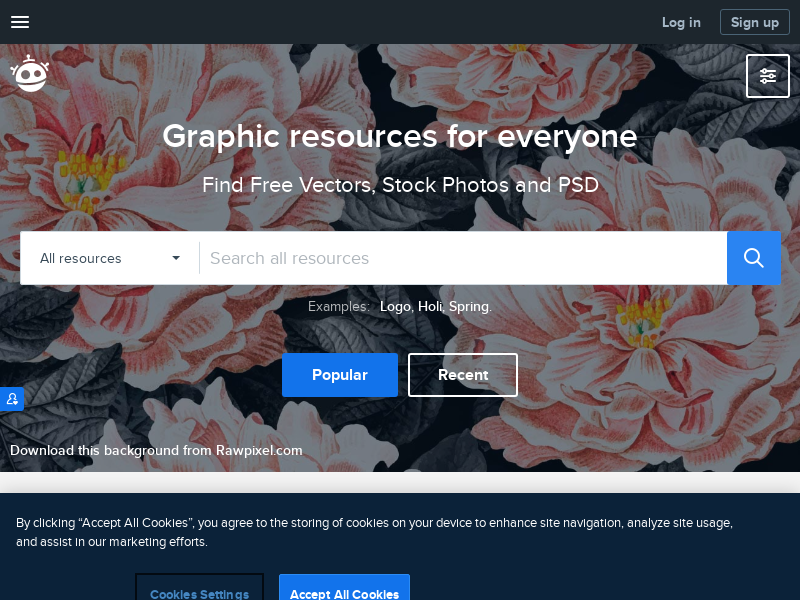 Log in
Sign up
Graphic resources for everyone
Find Free Vectors, Stock Photos and PSD
All resources
Search all resources
Examples: Logo, Holi, Spring.
Popular
Recent
Download this background from Rawpixel.com
By clicking “Accept All Cookies”, you agree to the storing of cookies on your device to enhance site navigation, analyze site usage,
and assist in our marketing efforts.
Cookies Settings
Accept All Cookies